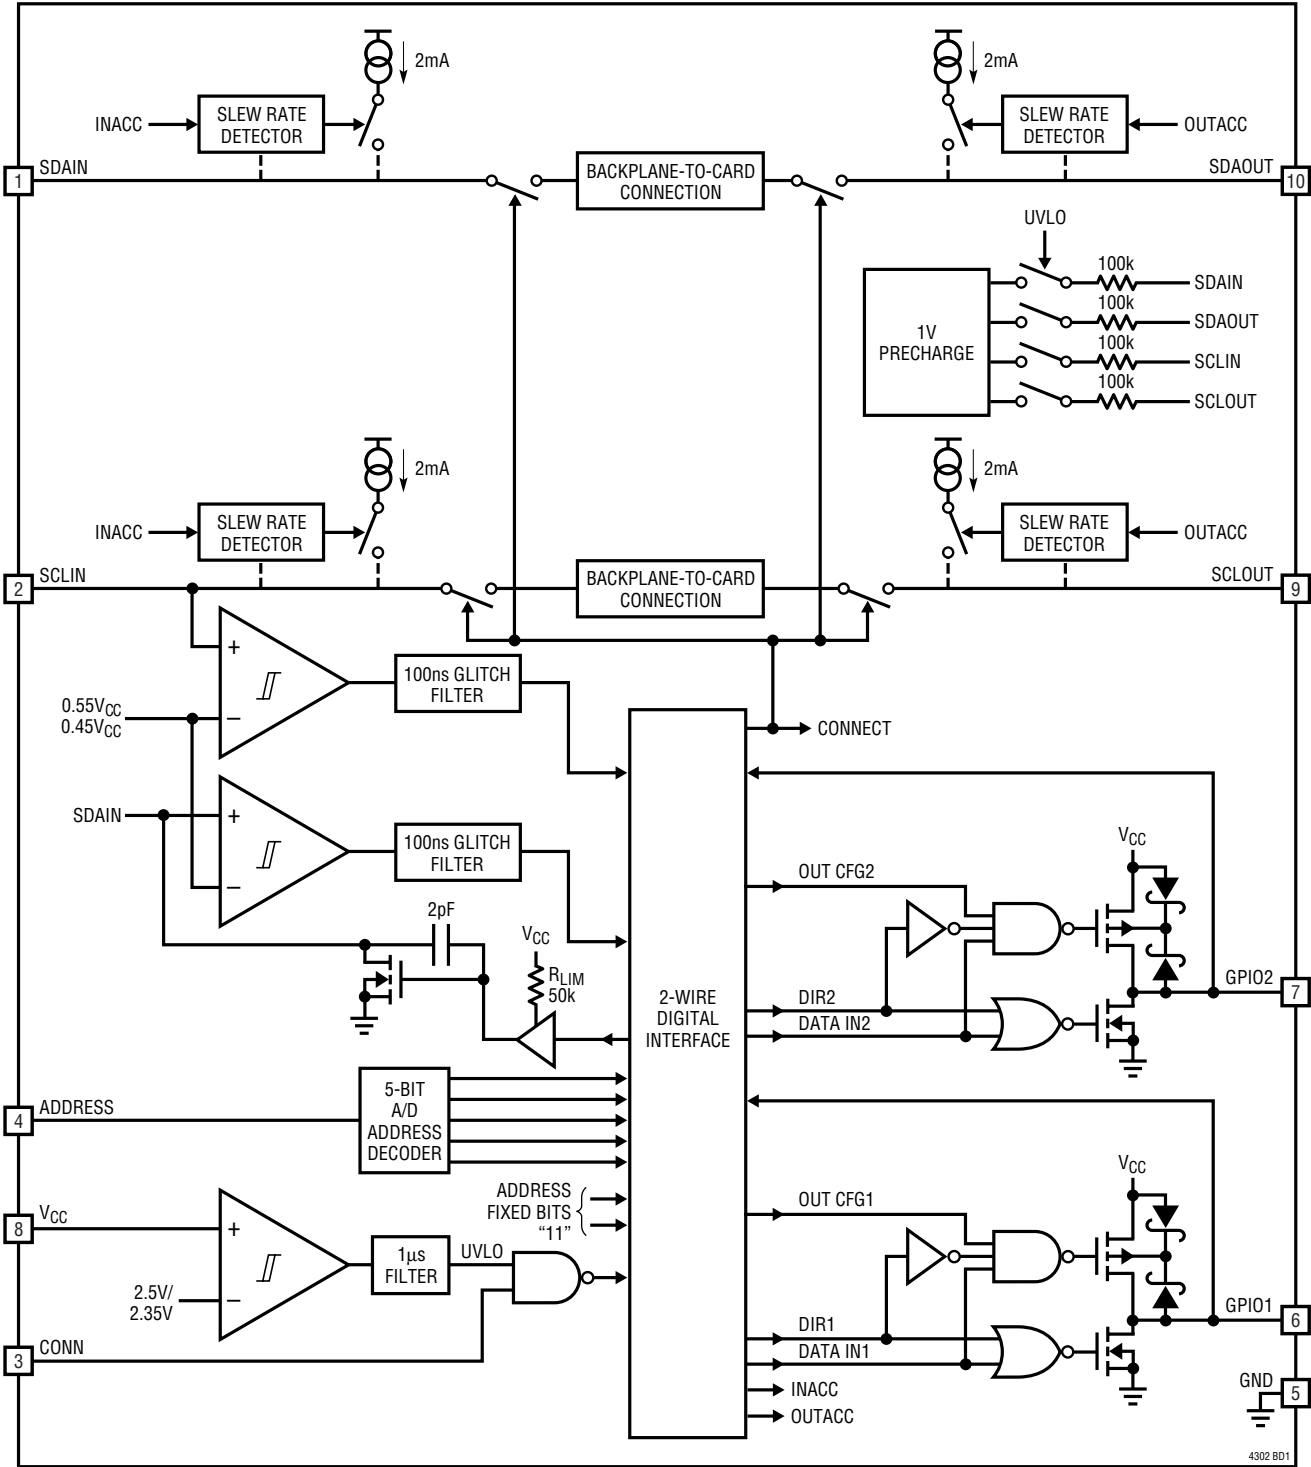 2mA
2mA
INACC
SLEW RATE
DETECTOR
SLEW RATE
DETECTOR
OUTACC
SDAIN
1
BACKPLANE-TO-CARD
CONNECTION
SDAOUT
10
UVLO
1V
PRECHARGE
100k
SDAIN
100k
SDAOUT
100k
SCLIN
100k
SCLOUT
2mA
2mA
INACC
SLEW RATE
DETECTOR
SLEW RATE
DETECTOR
OUTACC
SCLIN
2
BACKPLANE-TO-CARD
CONNECTION
SCLOUT
9
+
−
100ns GLITCH
FILTER
0.55VCC
0.45VCC
CONNECT
SDAIN
+
−
100ns GLITCH
FILTER
2pF
VCC
RLIM
50k
2-WIRE
DIGITAL
INTERFACE
VCC
OUT CFG2
DIR2
DATA IN2
GPIO2
7
ADDRESS
4
5-BIT
A/D
ADDRESS
DECODER
ADDRESS
FIXED BITS
“11”
VCC
8
+
−
2.5V/
2.35V
1µs
FILTER
UVLO
CONN
3
VCC
OUT CFG1
DIR1
DATA IN1
GPIO1
6
INACC
OUTACC
GND
5
4302 BD1